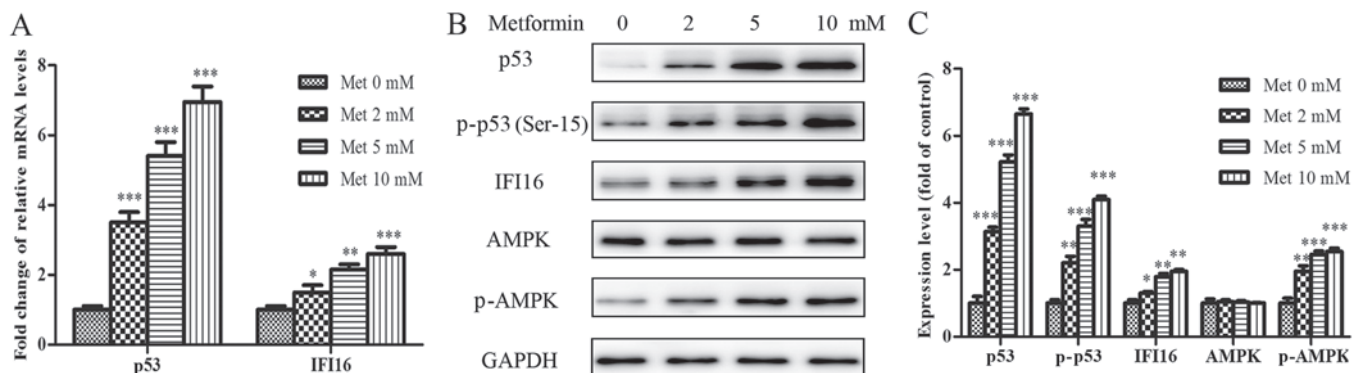 A
Fold change of relative mRNA levels
8
6
4
2
0
***
***
***
*
**
***
Met 0 mM
Met 2 mM
Met 5 mM
Met 10 mM
p53
IFI16
B
Metformin 0 2 5 10 mM
p53
p-p53 (Ser-15)
IFI16
AMPK
p-AMPK
GAPDH
C
Expression level (fold of control)
8
6
4
2
0
***
***
***
**
***
***
*
**
**
**
***
***
Met 0 mM
Met 2 mM
Met 5 mM
Met 10 mM
p53
p-p53
IFI16
AMPK
p-AMPK